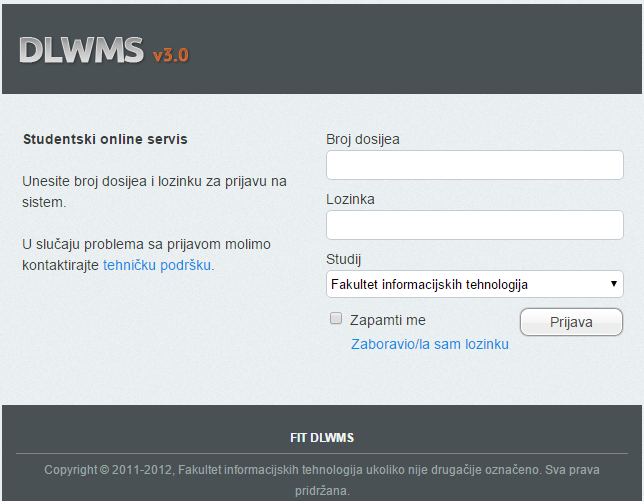 DLWMS v3.0
Studentski online servis
Unesite broj dosijea i lozinku za prijavu na
sistem.
U slučaju problema sa prijavom molimo
kontaktirajte tehničku podršku.
Broj dosijea
Lozinka
Studij
Fakultet informacijskih tehnologija
Zapamti me
Prijava
Zaboravio/la sam lozinku
FIT DLWMS
Copyright © 2011-2012, Fakultet informacijskih tehnologija ukoliko nije drugačije označeno. Sva prava
pridržana.